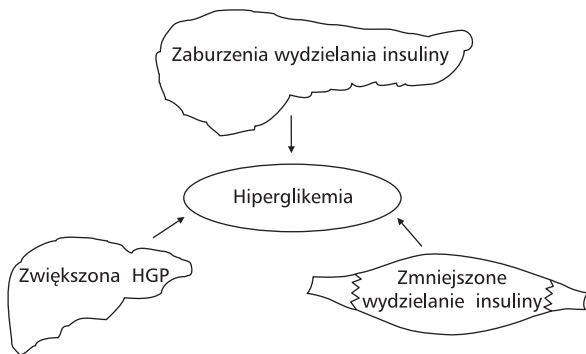 Zaburzenia wydzielania insuliny
Hiperglikemia
Zwiększona HGP
Zmniejszone
wydzielanie insuliny